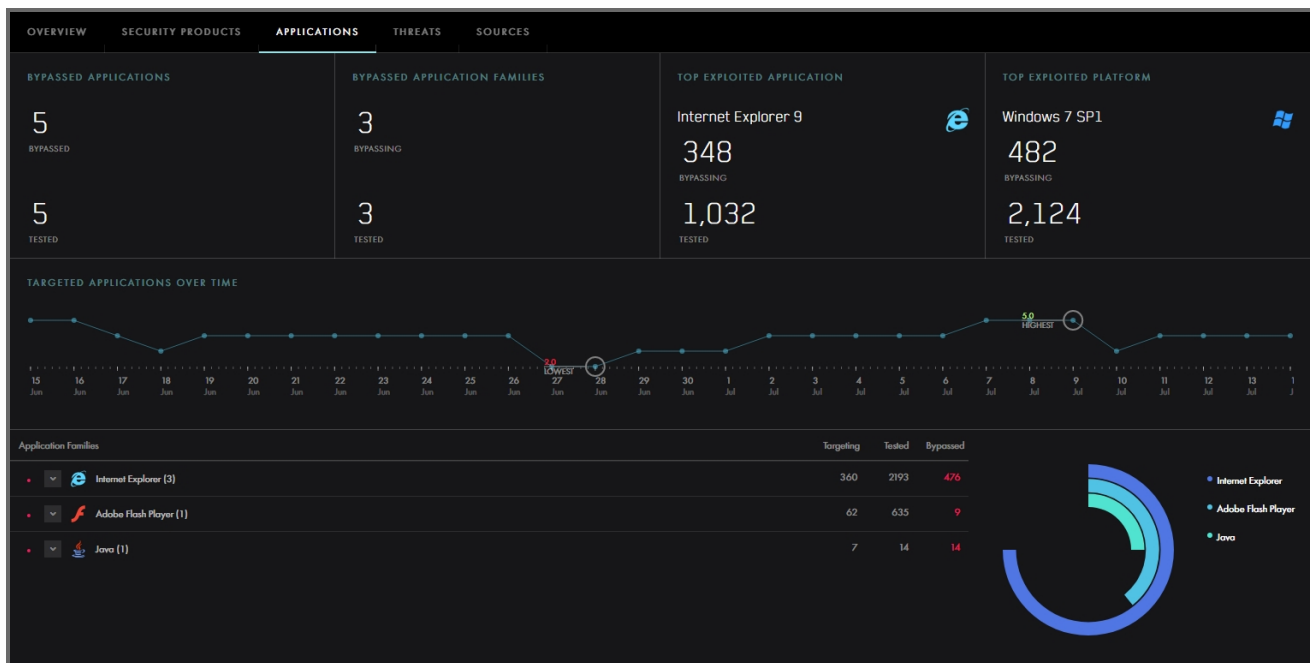 OVERVIEW SECURITY PRODUCTS APPLICATIONS THREATS SOURCES
BYPASSED APPLICATIONS
5
BYPASSED
5
TESTED
BYPASSED APPLICATION FAMILIES
3
BYPASSING
3
TESTED
TOP EXPLOITED APPLICATION
Internet Explorer 9
348
BYPASSING
1,032
TESTED
TOP EXPLOITED PLATFORM
Windows 7 SP1
482
BYPASSING
2,124
TESTED
TARGETED APPLICATIONS OVER TIME
5.0
HIGHEST
2.0
LOWEST
15 16 17 18 19 20 21 22 23 24 25 26 27 28 29 30 1 2 3 4 5 6 7 8 9 10 11 12 13 1
Jun Jun Jun Jun Jun Jun Jun Jun Jun Jun Jun Jun Jun Jun Jun Jun Jul Jul Jul Jul Jul Jul Jul Jul Jul Jul Jul Jul Jul J
Application Families Targeting Tested Bypassed
Internet Explorer (3) 360 2193 476
Adobe Flash Player (1) 62 635 9
Java (1) 7 14 14
Internet Explorer
Adobe Flash Player
Java